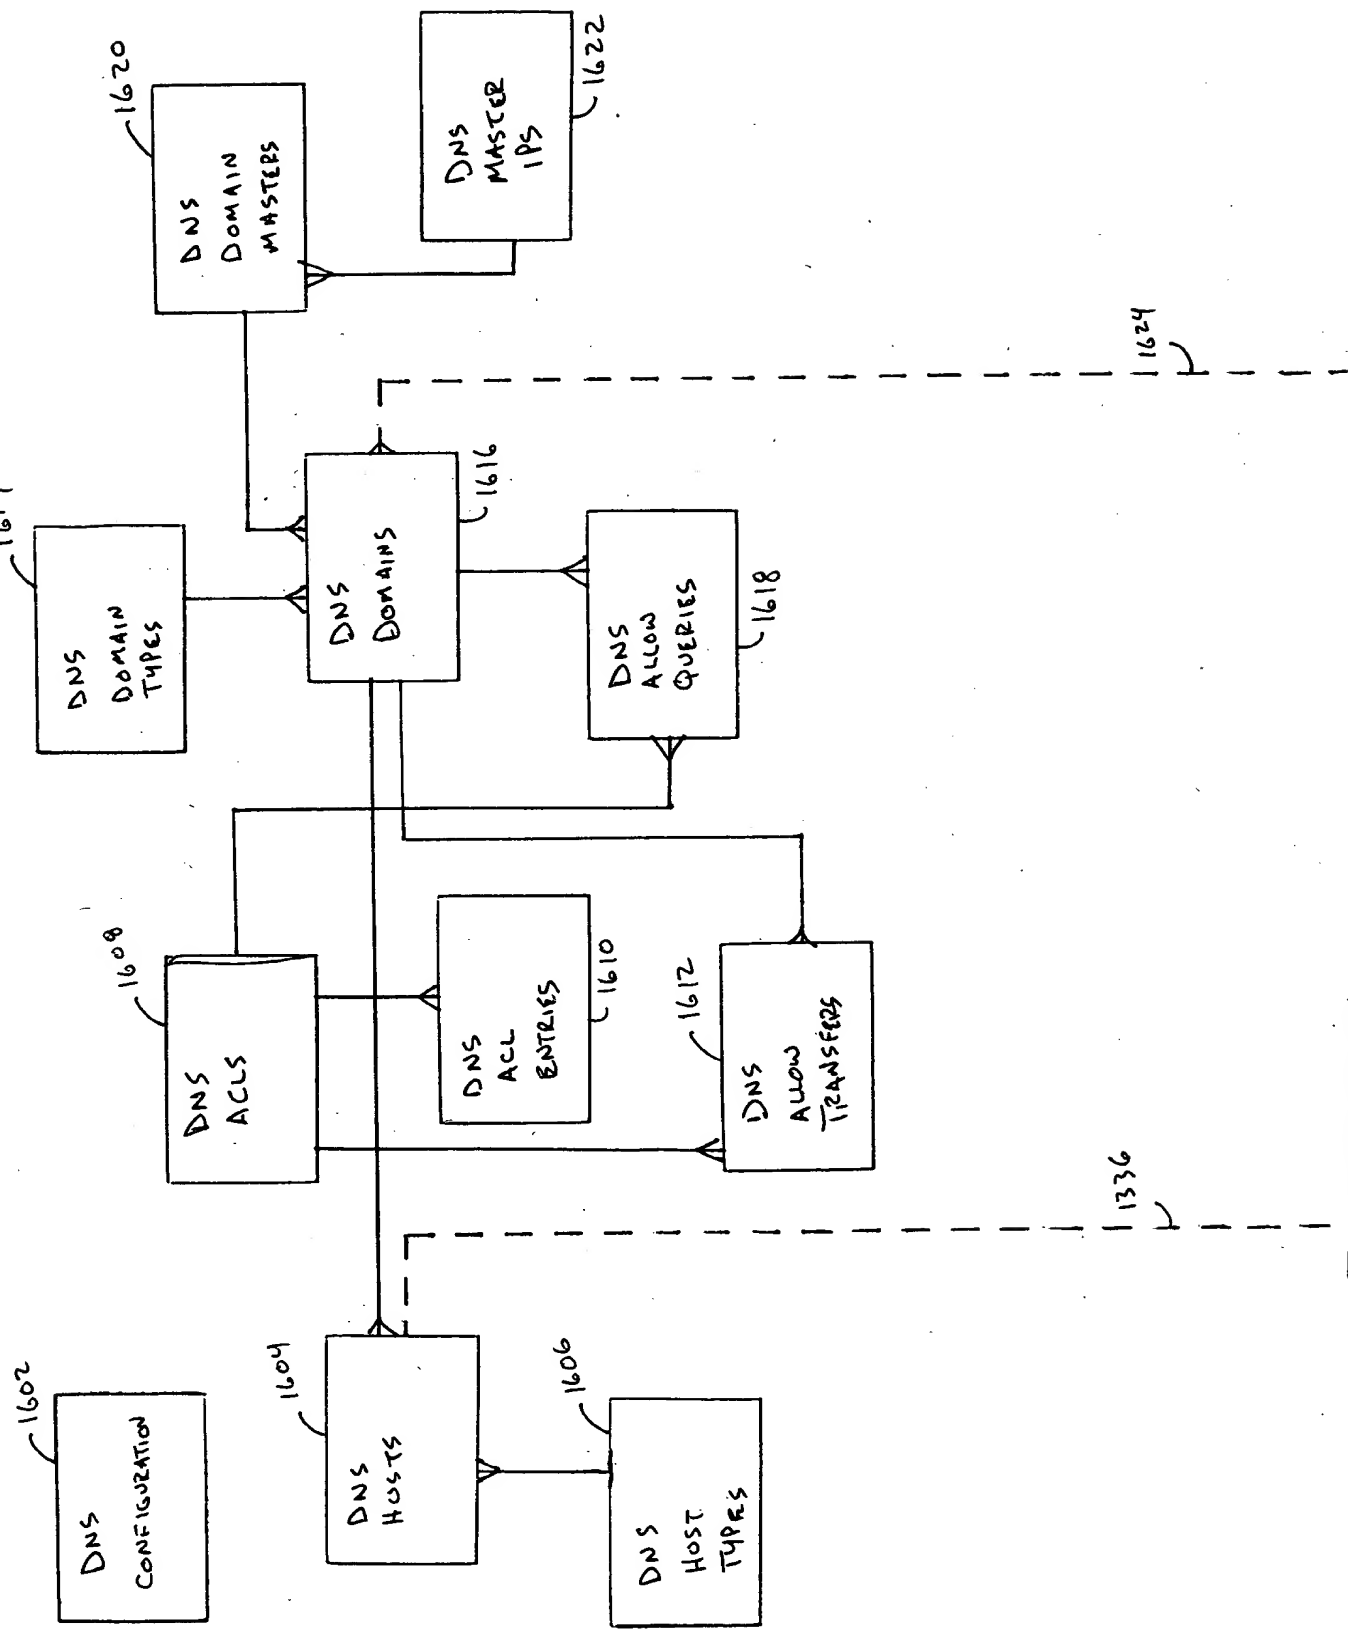 1602
DNS
CONFIGURATION
1604
DNS
HOSTS
1606
DNS
HOST
TYPES
1608
DNS
ACLS
DNS
ACL
ENTRIES
1610
1612
DNS
ALLOW
TRANSFERS
DNS
DOMAIN
TYPES
DNS
DOMAINS
1616
DNS
ALLOW
QUERIES
1618
1620
DNS
DOMAIN
MASTERS
DNS
MASTER
IPS
1622
1336
1624